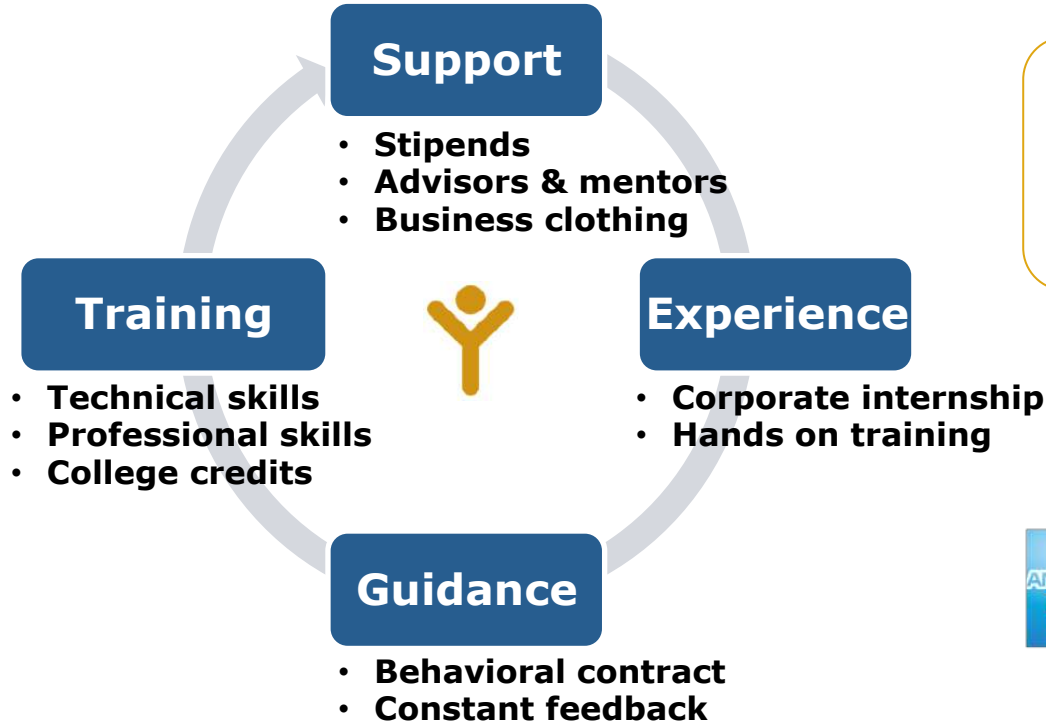 Support
• Stipends
• Advisors & mentors
• Business clothing
Training
• Technical skills
• Professional skills
• College credits
Experience
• Corporate internship
• Hands on training
Guidance
• Behavioral contract
• Constant feedback